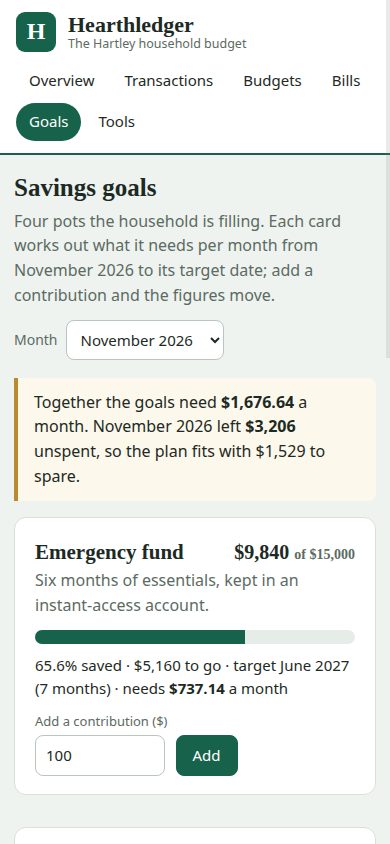 H
Hearthledger
The Hartley household budget
Overview Transactions Budgets Bills
Goals Tools
Savings goals
Four pots the household is filling. Each card
works out what it needs per month from
November 2026 to its target date; add a
contribution and the figures move.
Month November 2026
Together the goals need $1,676.64 a
month. November 2026 left $3,206
unspent, so the plan fits with $1,529 to
spare.
Emergency fund $9,840 of $15,000
Six months of essentials, kept in an
instant-access account.
65.6% saved · $5,160 to go · target June 2027
(7 months) · needs $737.14 a month
Add a contribution ($)
100 Add